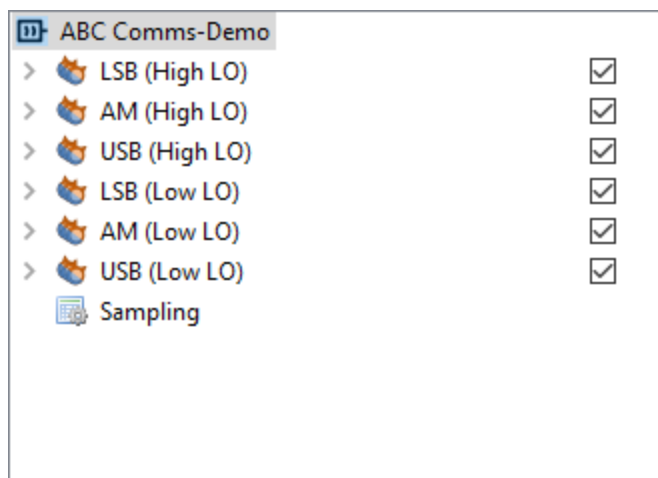 ABC Comms-Demo
LSB (High LO)
AM (High LO)
USB (High LO)
LSB (Low LO)
AM (Low LO)
USB (Low LO)
Sampling